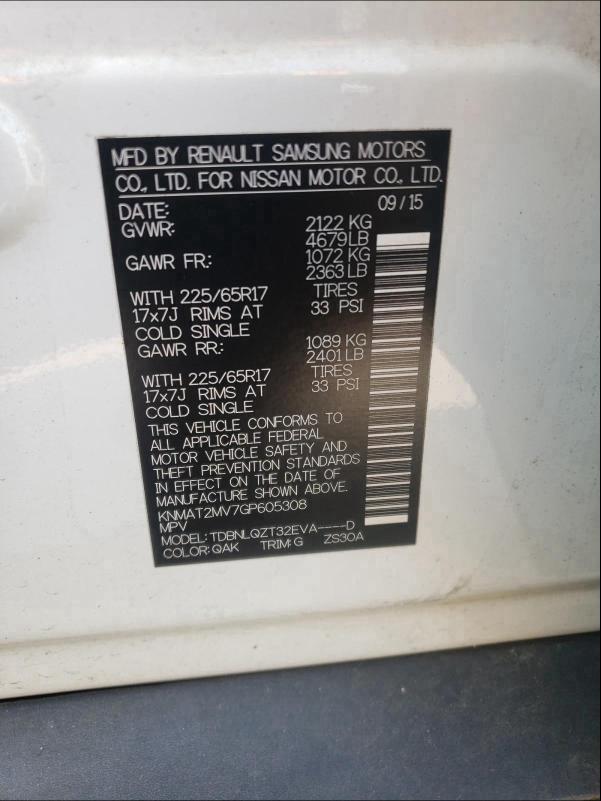 MFD BY RENAULT SAMSUNG MOTORS
CO., LTD. FOR NISSAN MOTOR CO., LTD.
DATE: 09/15
GVWR: 2122 KG
4679LB
GAWR FR: 1072 KG
2363 LB
WITH 225/65R17 TIRES
17x7J RIMS AT 33 PSI
COLD SINGLE
GAWR RR: 1089 KG
2401 LB
WITH 225/65R17 TIRES
17x7J RIMS AT 33 PSI
COLD SINGLE
THIS VEHICLE CONFORMS TO
ALL APPLICABLE FEDERAL
MOTOR VEHICLE SAFETY AND
THEFT PREVENTION STANDARDS
IN EFFECT ON THE DATE OF
MANUFACTURE SHOWN ABOVE.
KNMAT2MV7GP605308
MPV
MODEL: TDBNLQZT32EVA----D
COLOR: QAK TRIM: G ZS30A